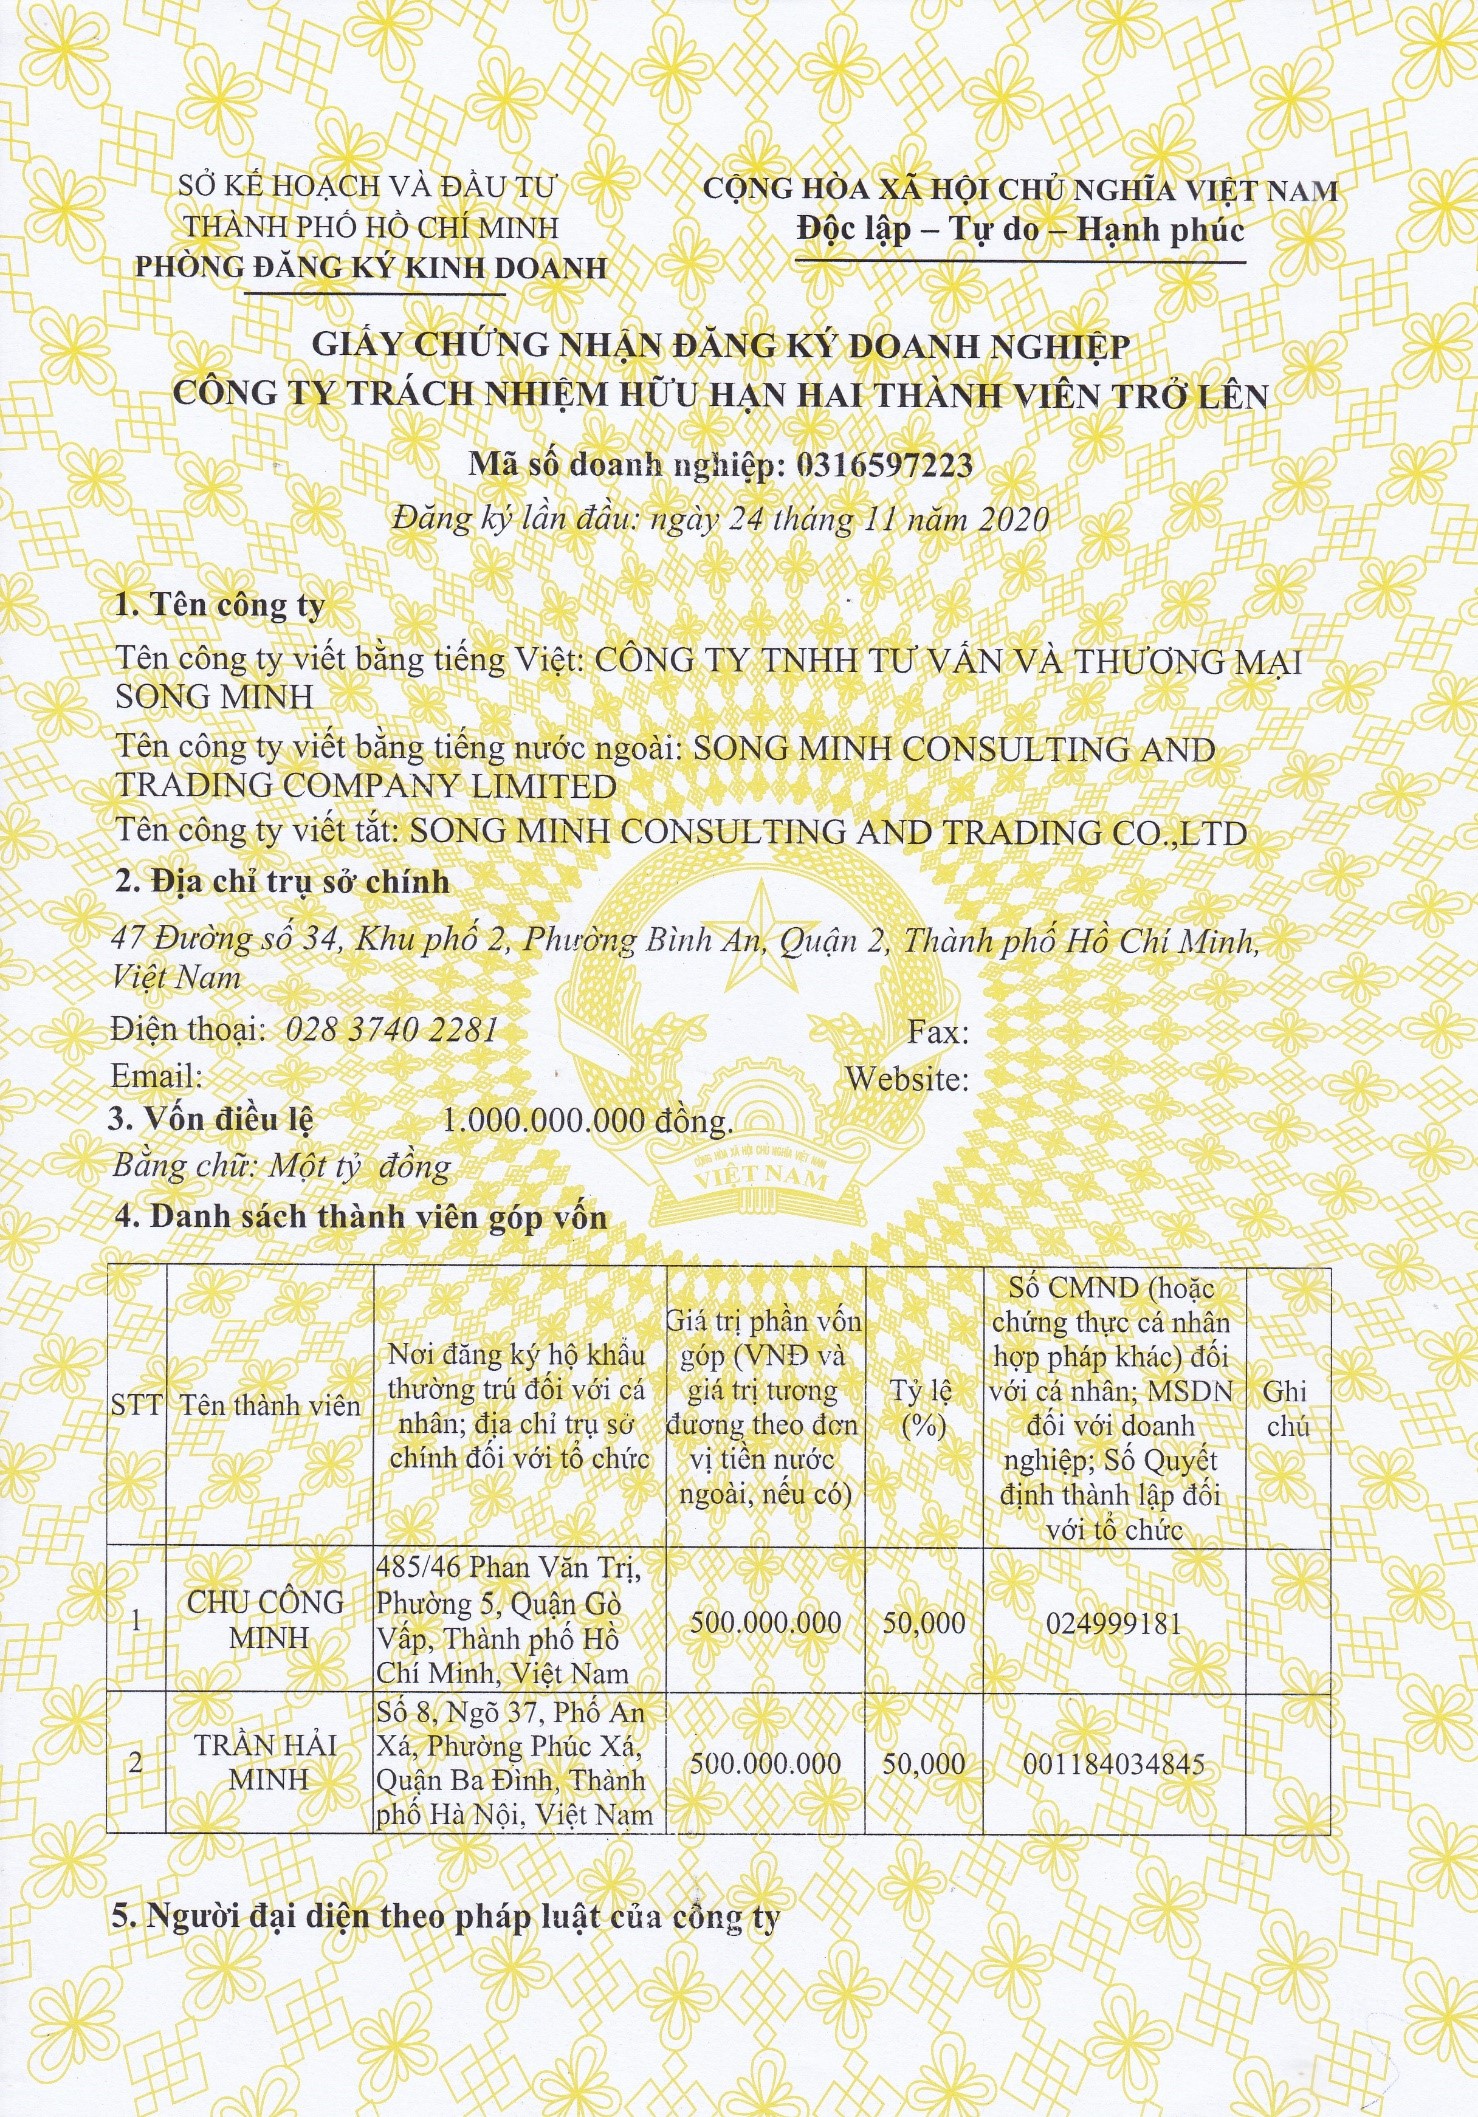 SỞ KẾ HOẠCH VÀ ĐẦU TƯ
THÀNH PHỐ HỒ CHÍ MINH
PHÒNG ĐĂNG KÝ KINH DOANH
CỘNG HÒA XÃ HỘI CHỦ NGHĨA VIỆT NAM
Độc lập – Tự do – Hạnh phúc
GIẤY CHỨNG NHẬN ĐĂNG KÝ DOANH NGHIỆP
CÔNG TY TRÁCH NHIỆM HỮU HẠN HAI THÀNH VIÊN TRỞ LÊN
Mã số doanh nghiệp: 0316597223
Đăng ký lần đầu: ngày 24 tháng 11 năm 2020
1. Tên công ty
Tên công ty viết bằng tiếng Việt: CÔNG TY TNHH TƯ VẤN VÀ THƯƠNG MẠI
SONG MINH
Tên công ty viết bằng tiếng nước ngoài: SONG MINH CONSULTING AND
TRADING COMPANY LIMITED
Tên công ty viết tắt: SONG MINH CONSULTING AND TRADING CO.,LTD
2. Địa chỉ trụ sở chính
47 Đường số 34, Khu phố 2, Phường Bình An, Quận 2, Thành phố Hồ Chí Minh,
Việt Nam
Điện thoại: 028 3740 2281 Fax:
Email: Website:
3. Vốn điều lệ 1.000.000.000 đồng.
Bằng chữ: Một tỷ đồng
CỘNG HÒA XÃ HỘI CHỦ NGHĨA VIỆT NAM
VIỆT NAM
4. Danh sách thành viên góp vốn
STT
Tên thành viên
Nơi đăng ký hộ khẩu
thường trú đối với cá
nhân; địa chỉ trụ sở
chính đối với tổ chức
Giá trị phần vốn
góp (VNĐ và
giá trị tương
đương theo đơn
vị tiền nước
ngoài, nếu có)
Tỷ lệ
(%)
Số CMND (hoặc
chứng thực cá nhân
hợp pháp khác) đối
với cá nhân; MSDN
đối với doanh
nghiệp; Số Quyết
định thành lập đối
với tổ chức
Ghi
chú
1
CHU CÔNG
MINH
485/46 Phan Văn Trị,
Phường 5, Quận Gò
Vấp, Thành phố Hồ
Chí Minh, Việt Nam
500.000.000
50,000
024999181
2
TRẦN HẢI
MINH
Số 8, Ngõ 37, Phố An
Xá, Phường Phúc Xá,
Quận Ba Đình, Thành
phố Hà Nội, Việt Nam
500.000.000
50,000
001184034845
5. Người đại diện theo pháp luật của công ty